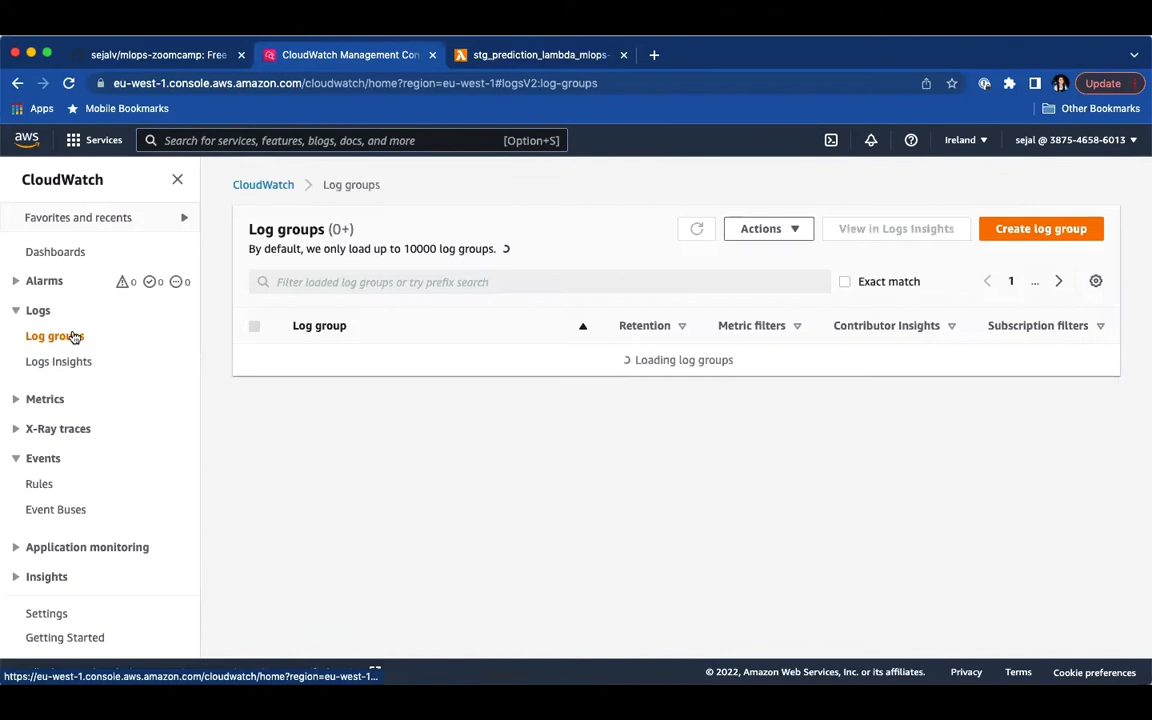 sejalv/mlops-zoomcamp: Free
CloudWatch Management Con
stg_prediction_lambda_mlops-
eu-west-1.console.aws.amazon.com/cloudwatch/home?region=eu-west-1#logsV2:log-groups
Update
Apps
Mobile Bookmarks
Other Bookmarks
aws
Services
Search for services, features, blogs, docs, and more
[Option+S]
Ireland
sejal @ 3875-4658-6013
CloudWatch
Favorites and recents
Dashboards
Alarms
0
0
0
Logs
Log groups
Logs Insights
Metrics
X-Ray traces
Events
Rules
Event Buses
Application monitoring
Insights
Settings
Getting Started
CloudWatch
Log groups
Log groups (0+)
By default, we only load up to 10000 log groups.
Actions
View in Logs Insights
Create log group
Filter loaded log groups or try prefix search
Exact match
1
...
Log group
Retention
Metric filters
Contributor Insights
Subscription filters
Loading log groups
https://eu-west-1.console.aws.amazon.com/cloudwatch/home?region=eu-west-1...
© 2022, Amazon Web Services, Inc. or its affiliates.
Privacy
Terms
Cookie preferences